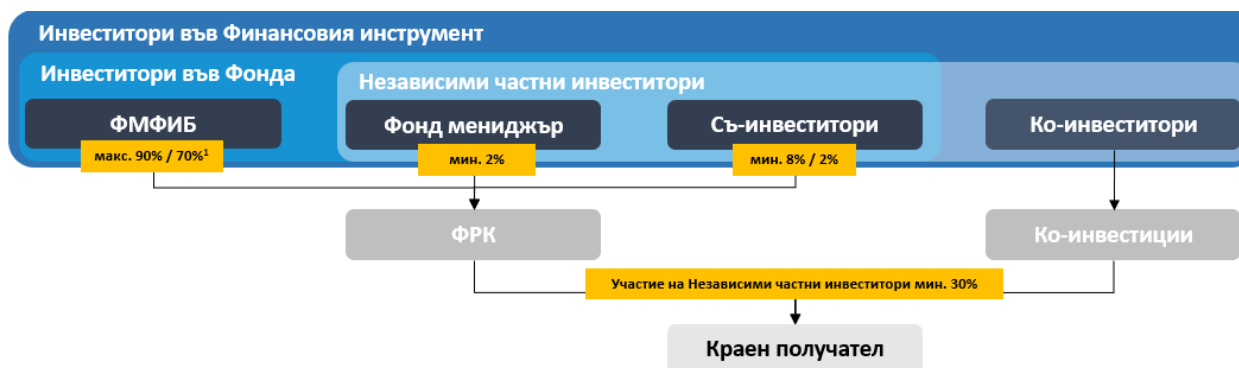 Инвеститори във Финансовия инструмент
Инвеститори във Фонда
Независими частни инвеститори
ФМФИБ
Фонд мениджър
Съ-инвеститори
Ко-инвеститори
макс. 90% / 70%¹
мин. 2%
мин. 8% / 2%
ФРК
Ко-инвестиции
Участие на Независими частни инвеститори мин. 30%
Краен получател